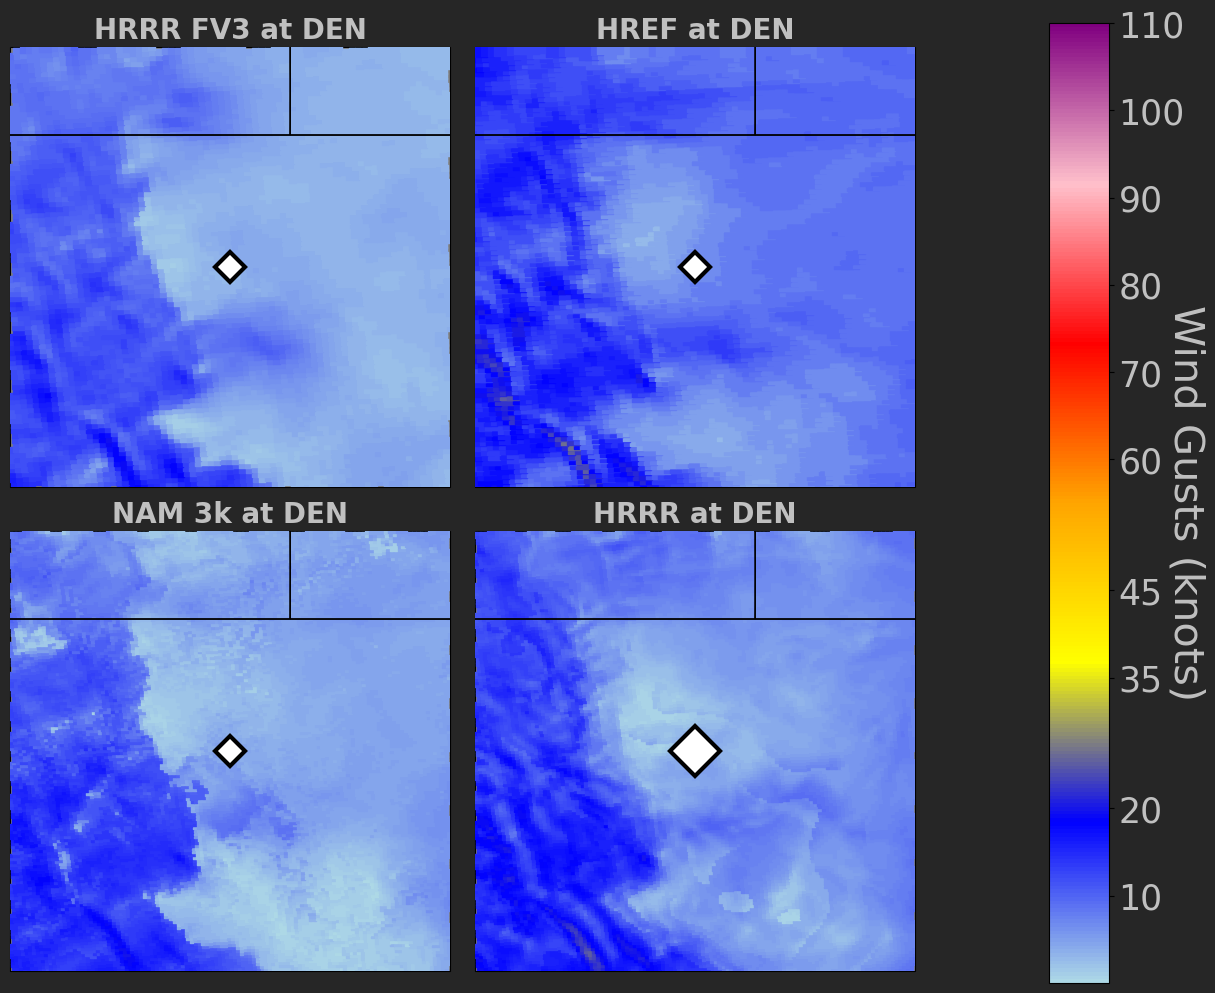 HRRR FV3 at DEN
HREF at DEN
NAM 3k at DEN
HRRR at DEN
110
100
90
80
70
60
45
35
20
10
Wind Gusts (knots)